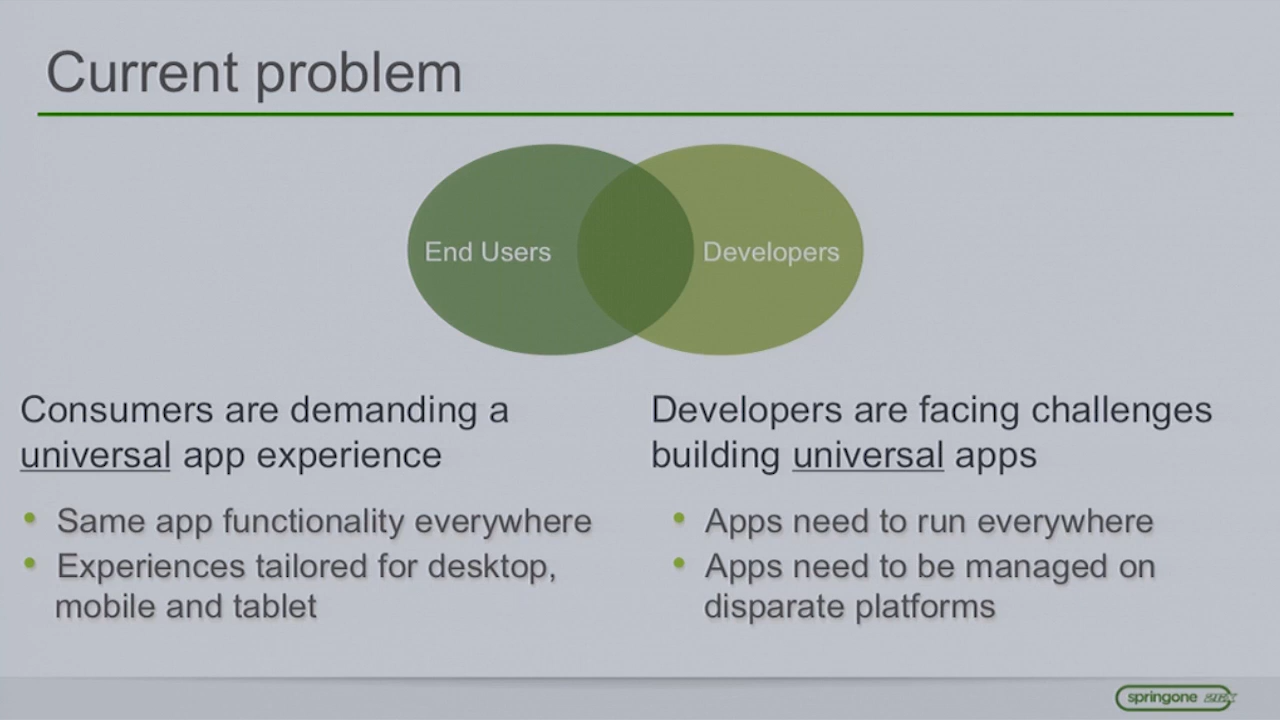 Current problem
End Users
Developers
Consumers are demanding a
universal app experience
• Same app functionality everywhere
• Experiences tailored for desktop,
mobile and tablet
Developers are facing challenges
building universal apps
• Apps need to run everywhere
• Apps need to be managed on
disparate platforms
springone 2GX